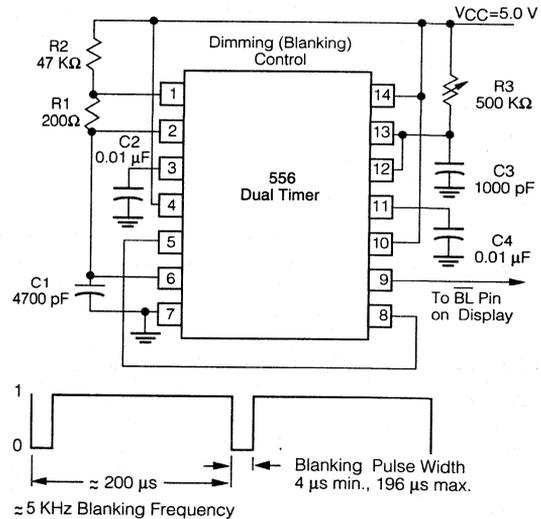 VCC=5.0 V
Dimming (Blanking)
Control
R2
47 KΩ
R1
200Ω
C2
0.01 μF
C1
4700 pF
1
2
3
4
5
6
7
556
Dual Timer
14
13
12
11
10
9
8
R3
500 KΩ
C3
1000 pF
C4
0.01 μF
To BL Pin
on Display
1
0
≈ 200 μs
Blanking Pulse Width
4 μs min., 196 μs max.
≈ 5 KHz Blanking Frequency